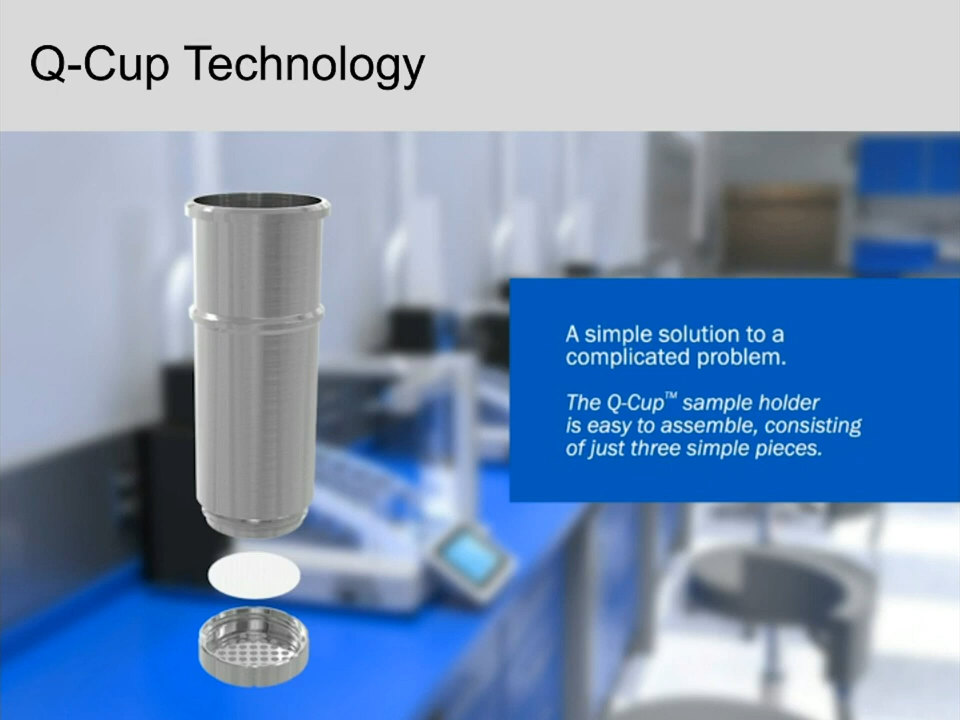 Q-Cup Technology
A simple solution to a
complicated problem.
The Q-Cup™ sample holder
is easy to assemble, consisting
of just three simple pieces.